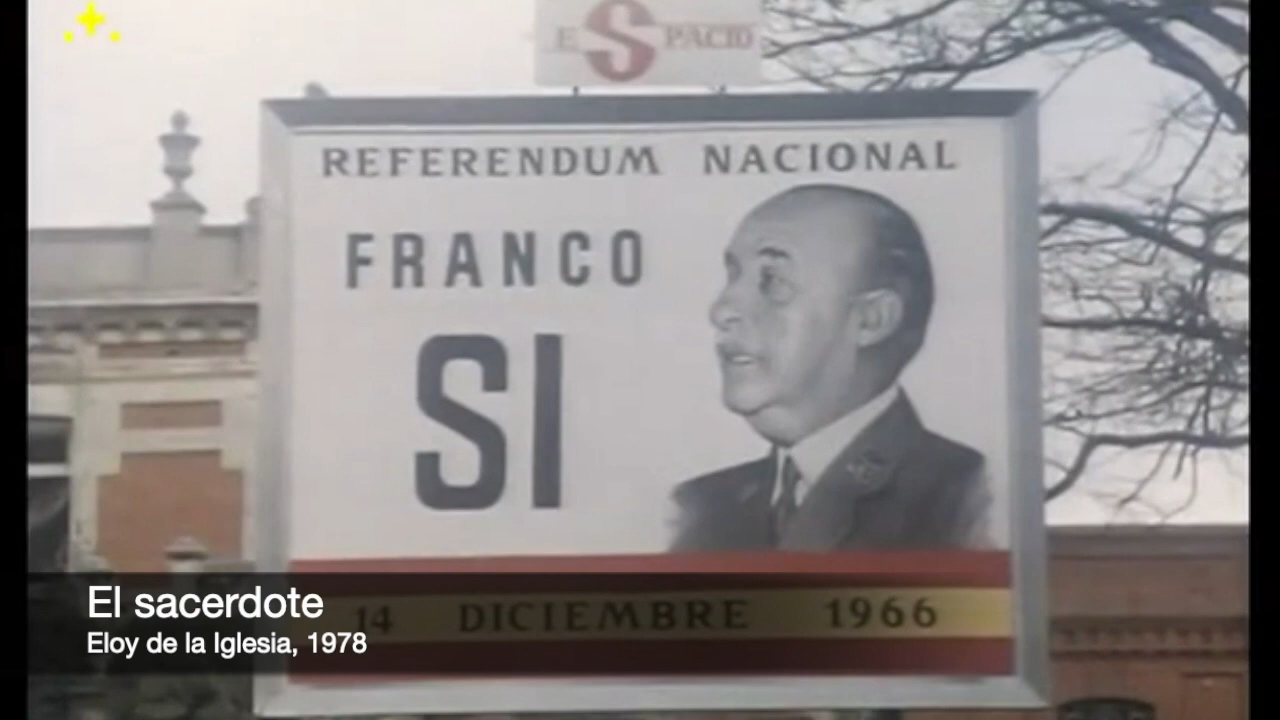 ESPACIO
REFERENDUM NACIONAL
FRANCO
SI
14 DICIEMBRE 1966
El sacerdote
Eloy de la Iglesia, 1978